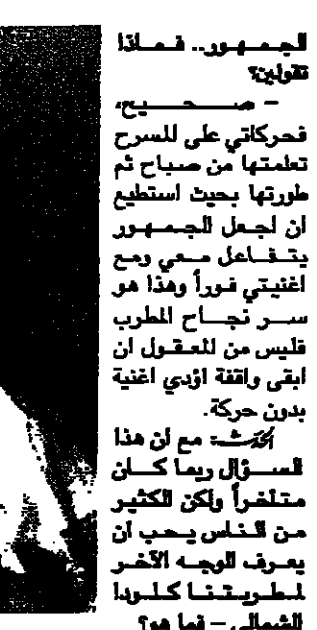 الجمهور.. فماذا
تقولين؟
- صحيح،
فحركاتي على المسرح
تعلمتها من صباح ثم
طورتها بحيث استطيع
ان اجعل الجمهور
يتفاعل معي ومع
اغنيتي فوراً وهذا هو
سر نجاح المطرب
فليس من المعقول ان
ابقى واقفة اؤدي اغنية
بدون حركة.
الحدث: مع ان هذا
السؤال ربما كان
متأخراً ولكن الكثير
من الناس يحب ان
يعرف الوجه الآخر
لمطربتنا كلودا
الشمالي - فما هو؟